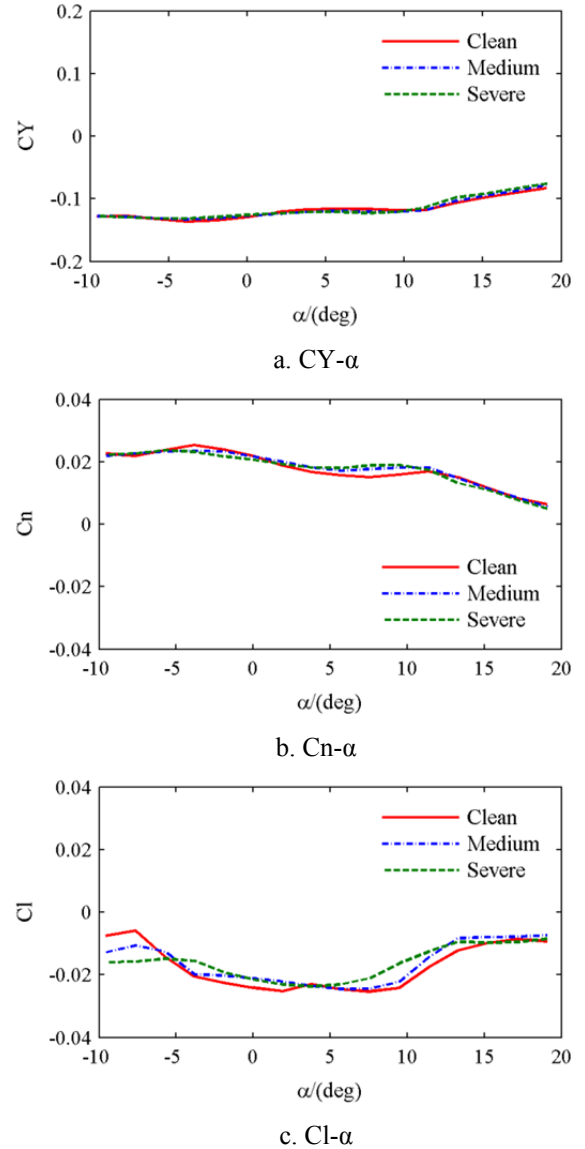 0.2
0.1
0
-0.1
-0.2
CY
Clean
Medium
Severe
-10 -5 0 5 10 15 20
α/(deg)
a. CY-α
0.04
0.02
0
-0.02
-0.04
Cn
Clean
Medium
Severe
-10 -5 0 5 10 15 20
α/(deg)
b. Cn-α
0.04
0.02
0
-0.02
-0.04
Cl
Clean
Medium
Severe
-10 -5 0 5 10 15 20
α/(deg)
c. Cl-α